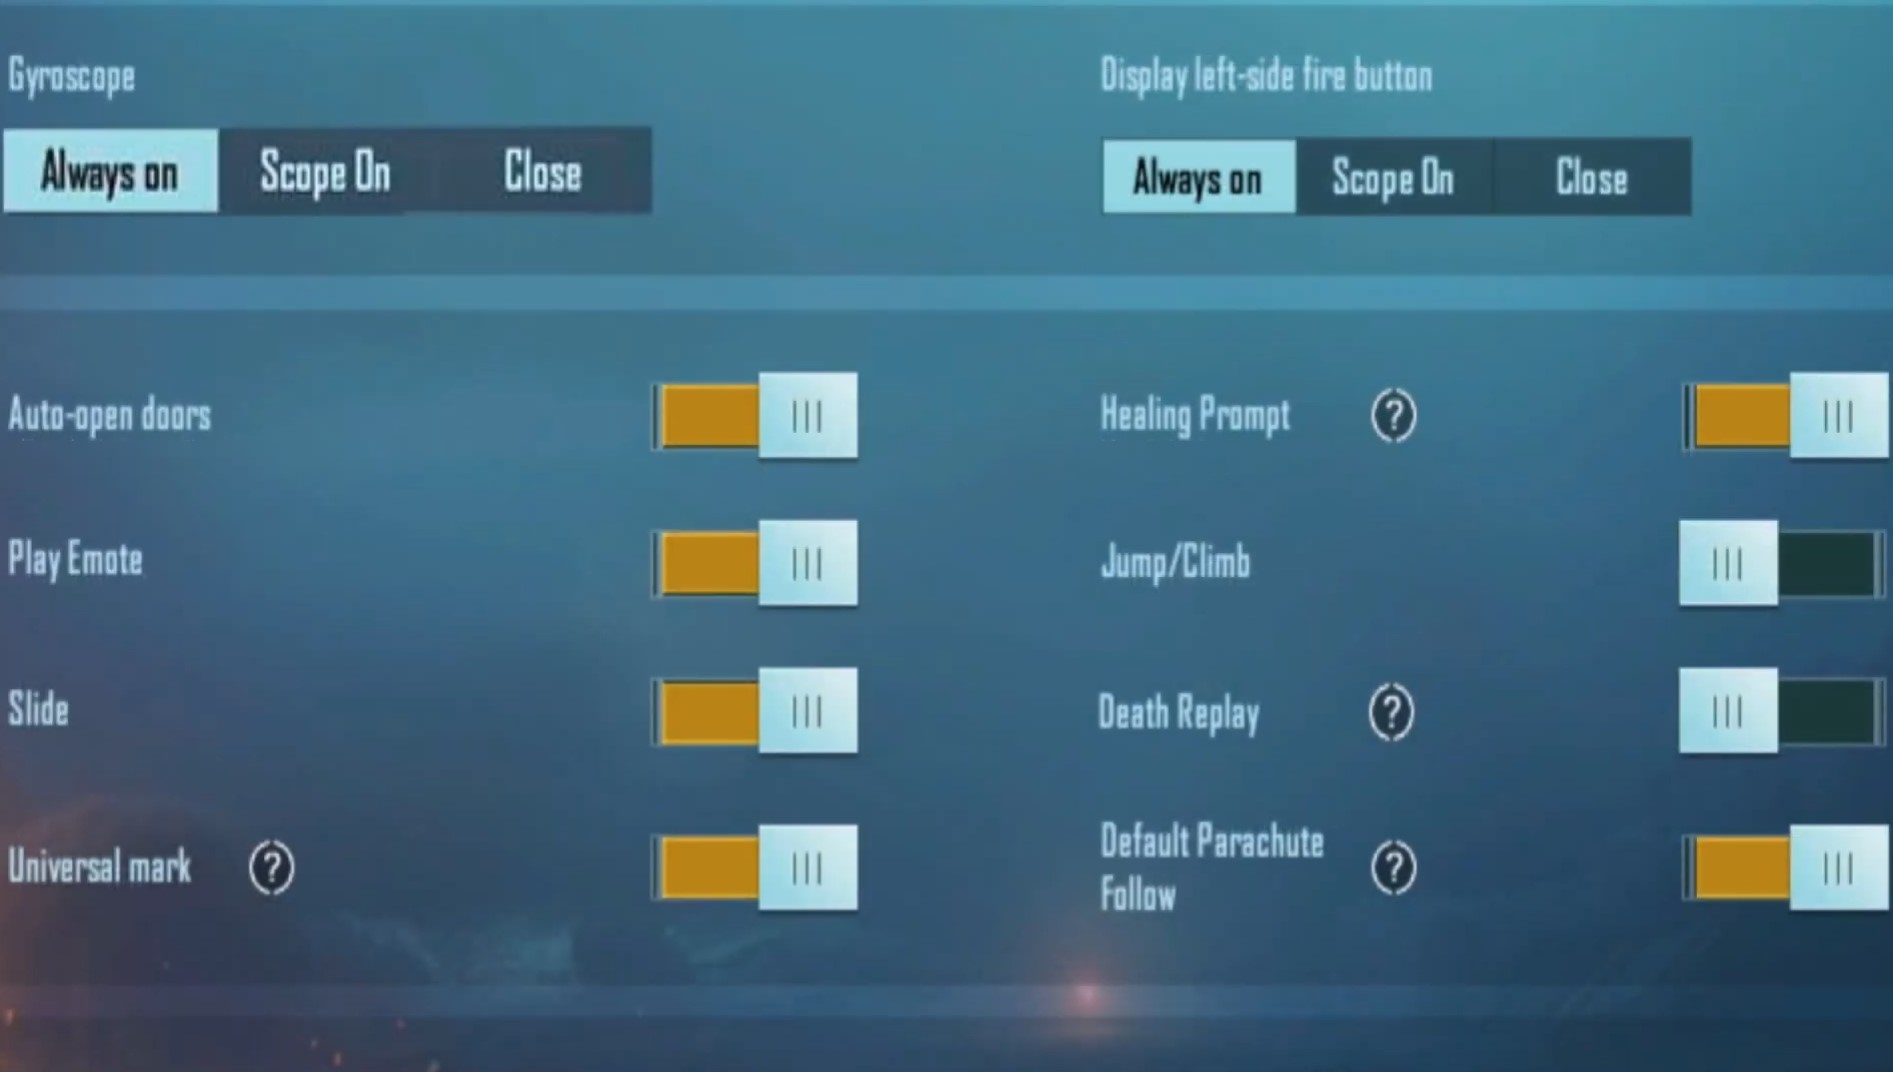 Gyroscope
Display left-side fire button
Always on Scope On Close
Always on Scope On Close
Auto-open doors
Healing Prompt ?
Play Emote
Jump/Climb
Slide
Death Replay ?
Universal mark ?
Default Parachute
Follow ?